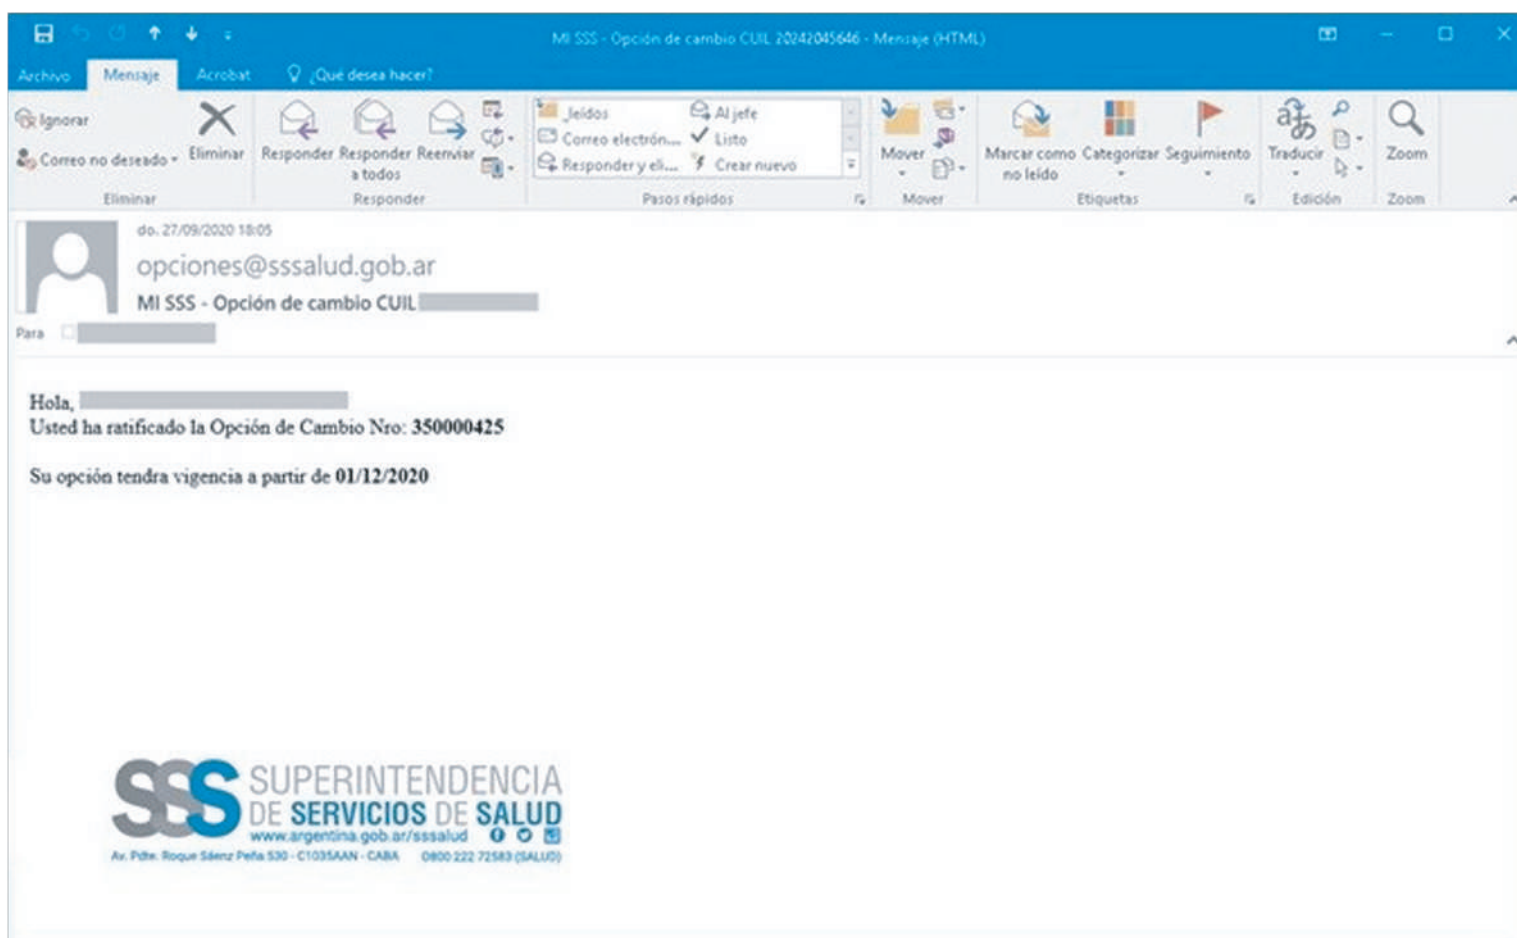 MI SSS - Opción de cambio CUIL 20242045646 - Mensaje (HTML)
Archivo Mensaje Acrobat ¿Qué desea hacer?
Ignorar
Correo no deseado
Eliminar
Responder
Responder a todos
Reenviar
_leídos
Correo electrón...
Responder y eli...
Al jefe
Listo
Crear nuevo
Mover
Marcar como no leído
Categorizar
Seguimiento
Traducir
Zoom
Eliminar Responder Pasos rápidos Mover Etiquetas Edición Zoom
do. 27/09/2020 18:05
opciones@sssalud.gob.ar
MI SSS - Opción de cambio CUIL
Para
Hola,
Usted ha ratificado la Opción de Cambio Nro: 350000425
Su opción tendra vigencia a partir de 01/12/2020
SSS SUPERINTENDENCIA
DE SERVICIOS DE SALUD
www.argentina.gob.ar/sssalud
Av. Pdte. Roque Sáenz Peña 530 - C1035AAN - CABA 0800 222 72583 (SALUD)